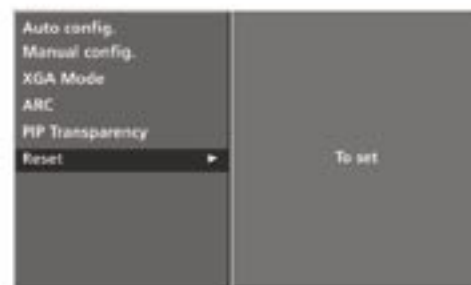 Auto config.
Manual config.
XGA Mode
ARC
PIP Transparency
Reset
To set